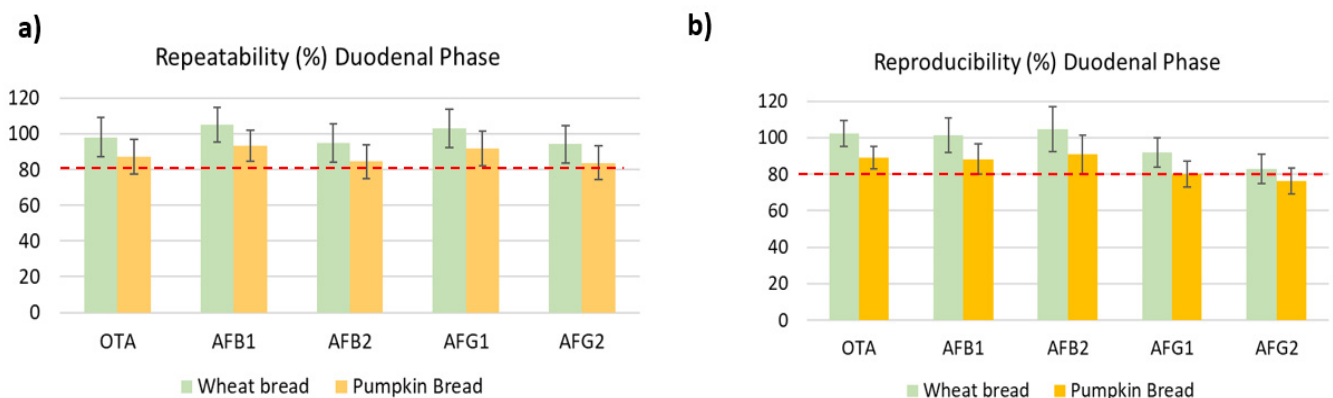 a)
Repeatability (%) Duodenal Phase
120
100
80
60
40
20
0
OTA AFB1 AFB2 AFG1 AFG2
Wheat bread Pumpkin Bread
b)
Reproducibility (%) Duodenal Phase
120
100
80
60
40
20
0
OTA AFB1 AFB2 AFG1 AFG2
Wheat bread Pumpkin Bread